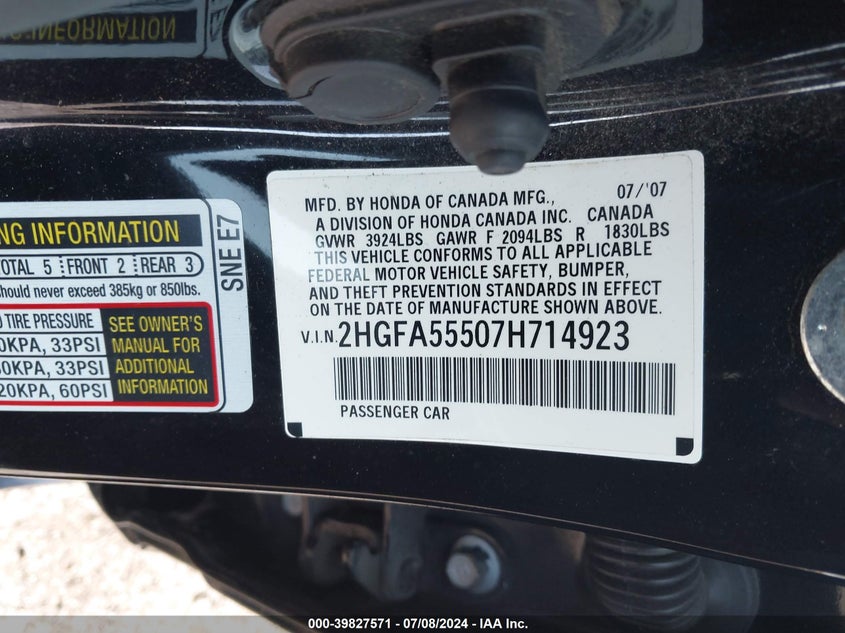 INFORMATION
NG INFORMATION
TOTAL 5 FRONT 2 REAR 3
should never exceed 385kg or 850lbs.
TIRE PRESSURE
KPA, 33PSI
KPA, 33PSI
20KPA, 60PSI
SEE OWNER'S
MANUAL FOR
ADDITIONAL
INFORMATION
SNE E7
MFD. BY HONDA OF CANADA MFG., 07/'07
A DIVISION OF HONDA CANADA INC. CANADA
GVWR 3924LBS GAWR F 2094LBS R 1830LBS
THIS VEHICLE CONFORMS TO ALL APPLICABLE
FEDERAL MOTOR VEHICLE SAFETY, BUMPER,
AND THEFT PREVENTION STANDARDS IN EFFECT
ON THE DATE OF MANUFACTURE SHOWN ABOVE.
V.I.N. 2HGFA55507H714923
PASSENGER CAR
000-39827571 - 07/08/2024 - IAA Inc.